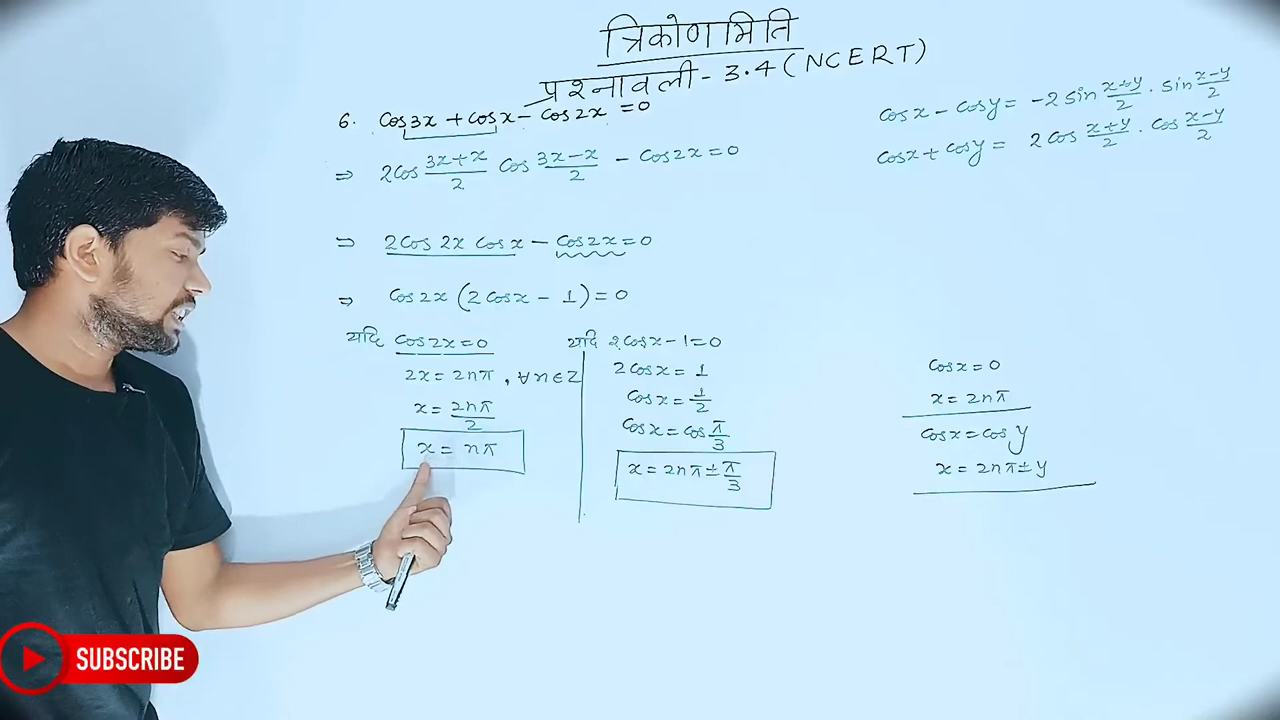 त्रिकोणमिति
प्रश्नावली - 3.4 (NCERT)
6. Cos3x + cosx - cos2x = 0
⇒ 2cos (3x+x)/2 cos (3x-x)/2 - cos2x = 0
⇒ 2cos 2x cos x - cos2x = 0
⇒ cos2x (2cosx - 1) = 0
यदि cos2x = 0
2x = 2nπ, ∀ n ∈ Z
x = 2nπ/2
x = nπ
यदि 2cosx - 1 = 0
2cosx = 1
cosx = 1/2
cosx = cos π/3
x = 2nπ ± π/3
cosx - cosy = -2 sin (x+y)/2 . sin (x-y)/2
cosx + cosy = 2cos (x+y)/2 . cos (x-y)/2
cosx = 0
x = 2nπ
cosx = cosy
x = 2nπ ± y
SUBSCRIBE